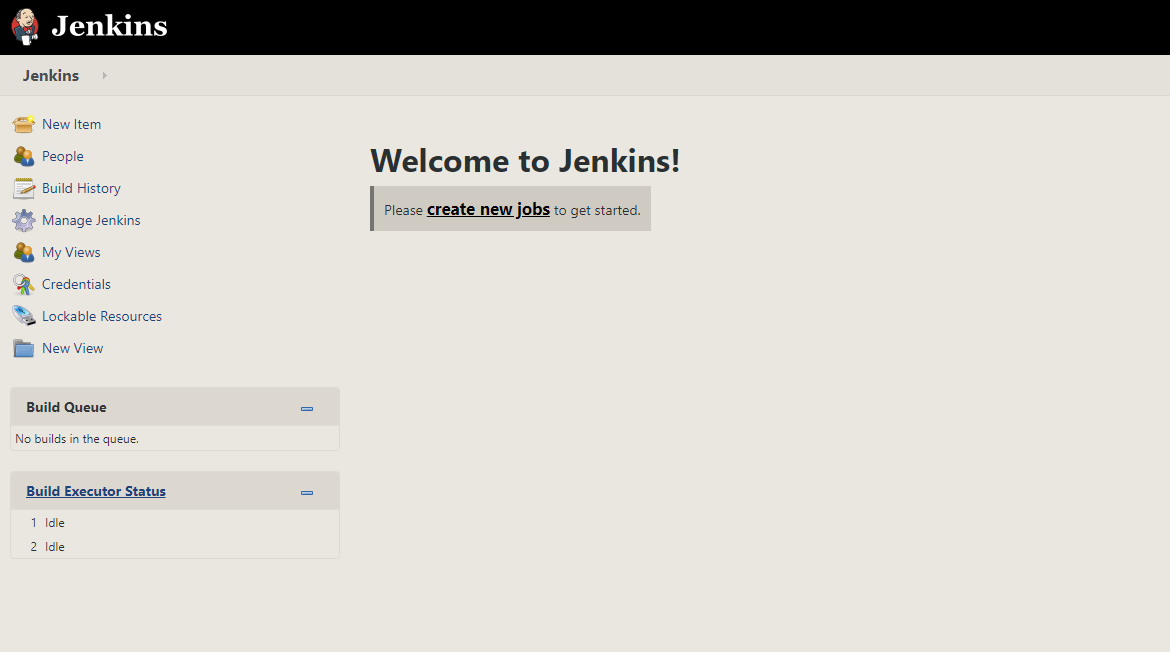 Jenkins
Jenkins
New Item
People
Build History
Manage Jenkins
My Views
Credentials
Lockable Resources
New View
Build Queue
No builds in the queue.
Build Executor Status
1 Idle
2 Idle
Welcome to Jenkins!
Please create new jobs to get started.